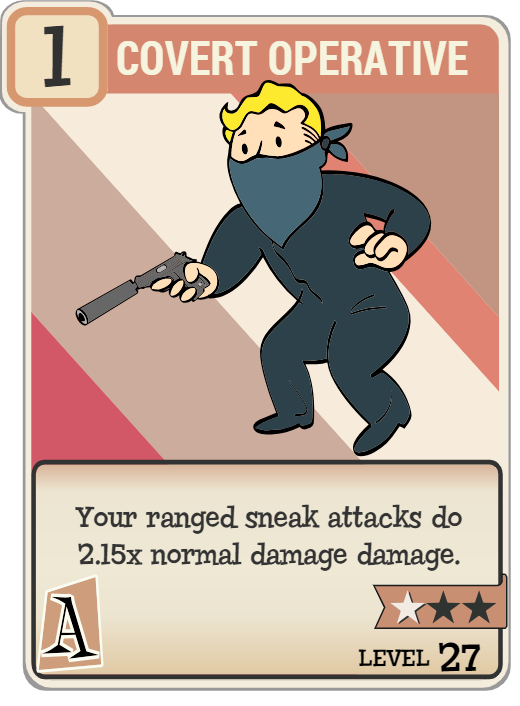 1
COVERT OPERATIVE
Your ranged sneak attacks do
2.15x normal damage damage.
A
LEVEL 27